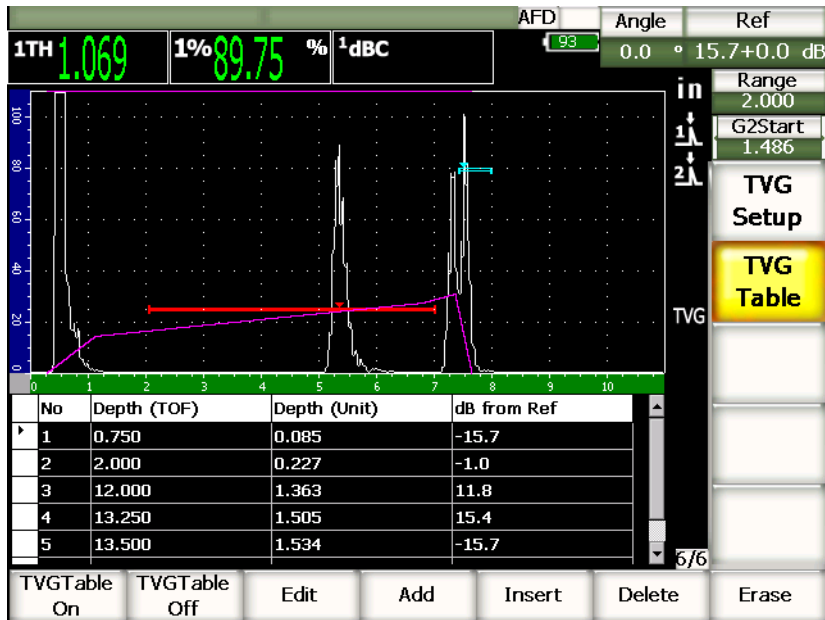 AFD
Angle Ref
93
0.0 ° 15.7+0.0 dB
1TH 1.069 1% 89.75 % 1dBC
in
Range
2.000
G2Start
1.486
1
2
TVG
Setup
TVG
Table
TVG
100
80
60
40
20
0
0 1 2 3 4 5 6 7 8 9 10
No Depth (TOF) Depth (Unit) dB from Ref
1 0.750 0.085 -15.7
2 2.000 0.227 -1.0
3 12.000 1.363 11.8
4 13.250 1.505 15.4
5 13.500 1.534 -15.7
6/6
TVGTable On
TVGTable Off
Edit
Add
Insert
Delete
Erase